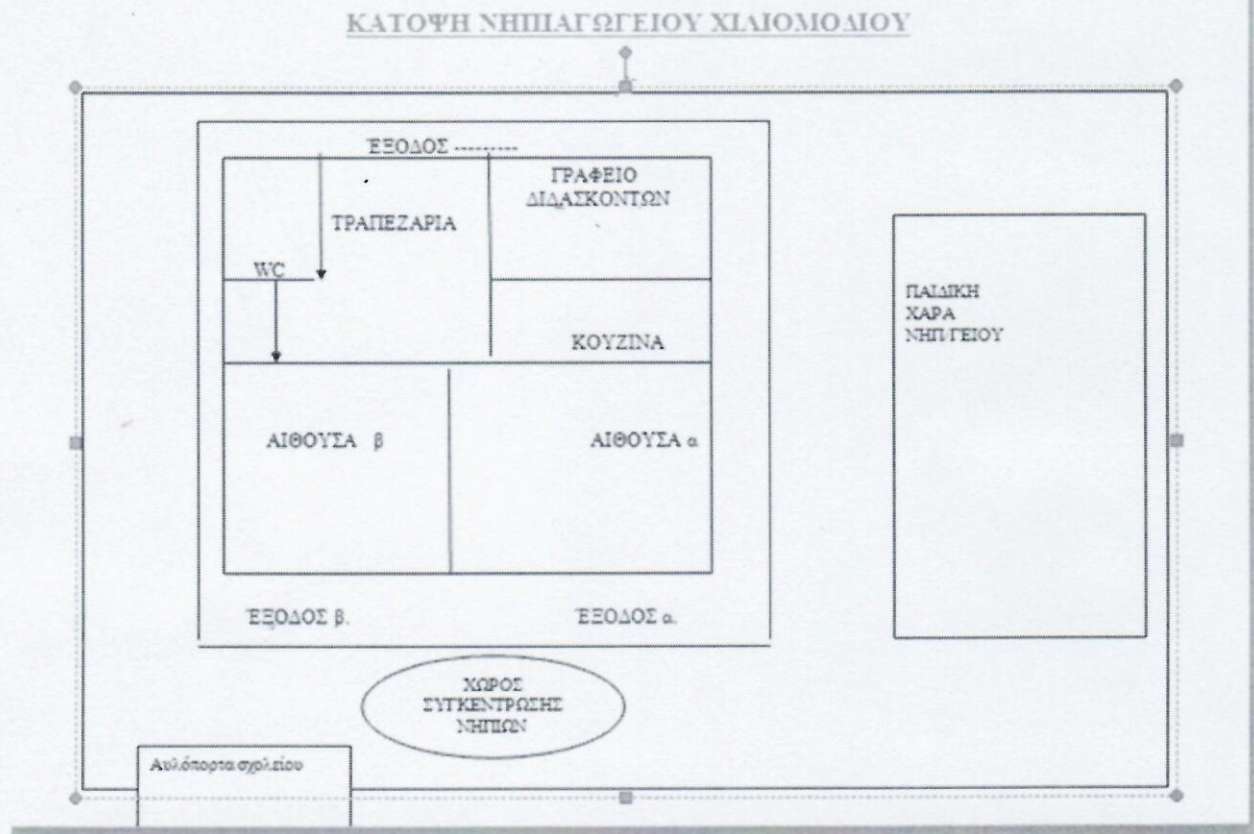 ΚΑΤΟΨΗ ΝΗΠΙΑΓΩΓΕΙΟΥ ΧΙΛΙΟΜΟΔΙΟΥ
ΈΞΟΔΟΣ ---------
ΓΡΑΦΕΙΟ
ΔΙΔΑΣΚΟΝΤΩΝ
ΤΡΑΠΕΖΑΡΙΑ
WC
ΚΟΥΖΙΝΑ
ΠΑΙΔΙΚΗ
ΧΑΡΑ
ΝΗΠ/ΓΕΙΟΥ
ΑΙΘΟΥΣΑ β
ΑΙΘΟΥΣΑ α
ΈΞΟΔΟΣ β.
ΈΞΟΔΟΣ α.
ΧΩΡΟΣ
ΣΥΓΚΕΝΤΡΩΣΗΣ
ΝΗΠΙΩΝ
Αυλόπορτα σχολείου